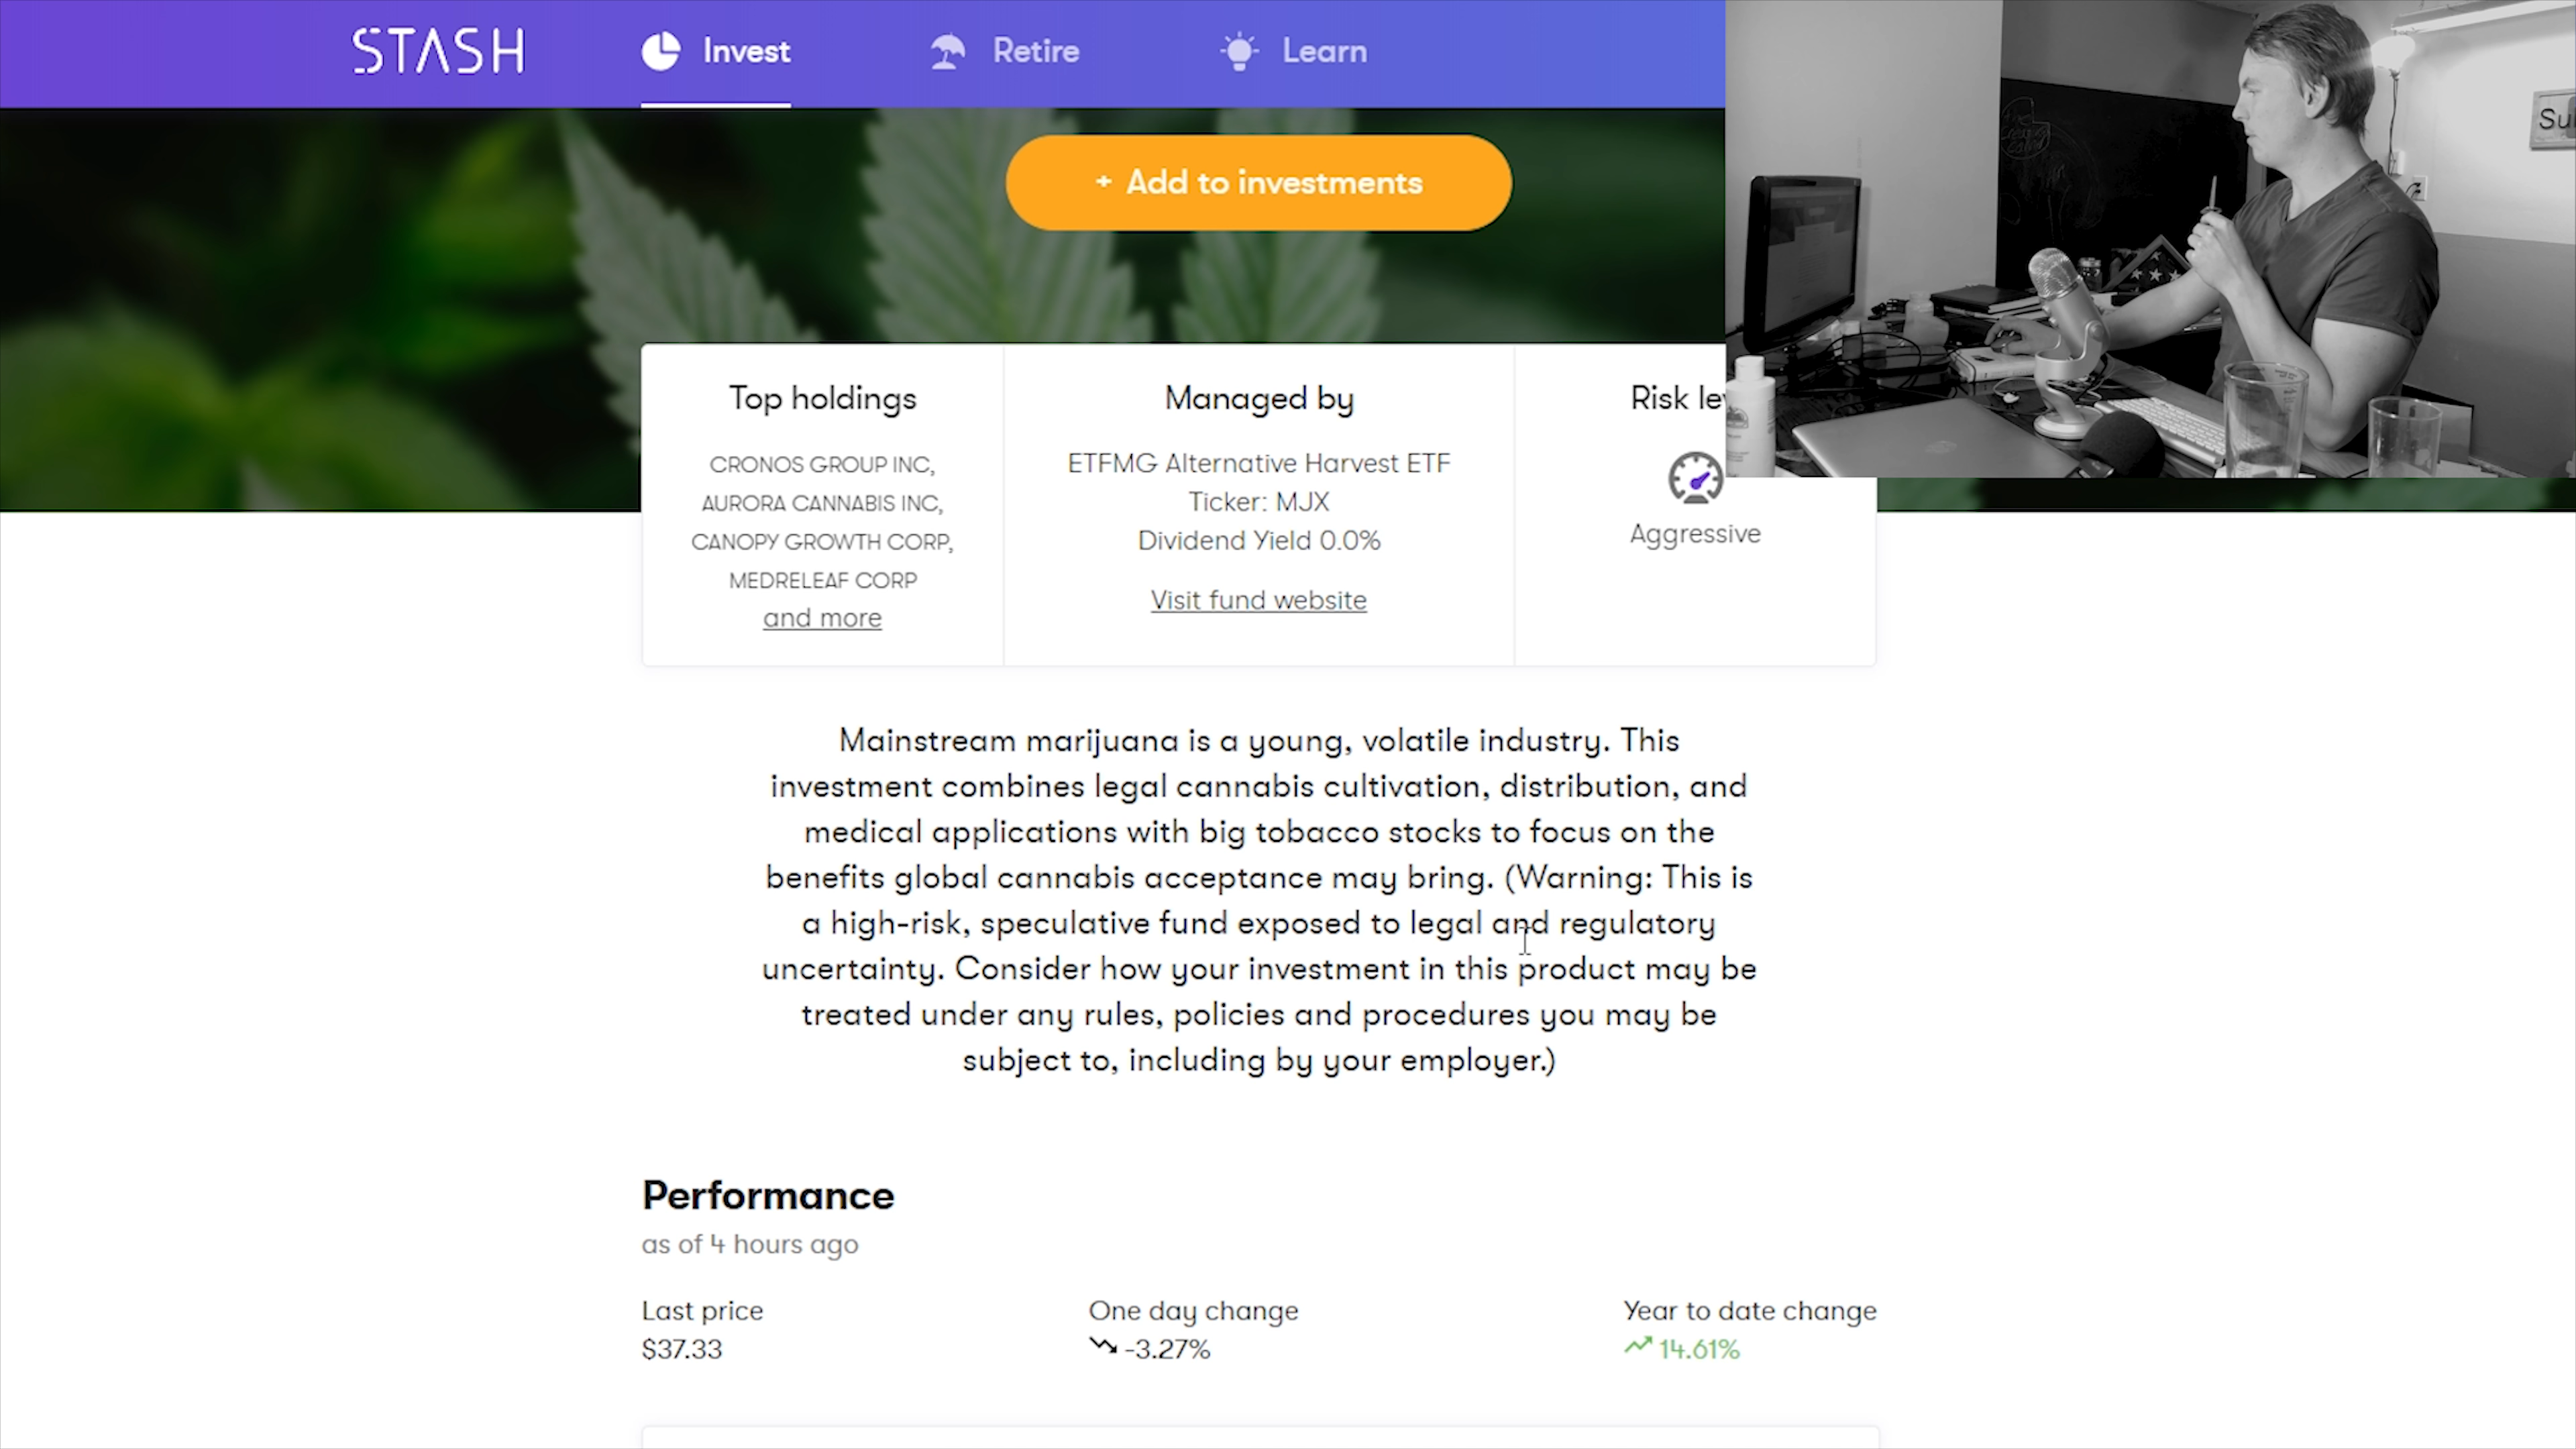 STASH
Invest
Retire
Learn
+ Add to investments
Top holdings
CRONOS GROUP INC,
AURORA CANNABIS INC,
CANOPY GROWTH CORP,
MEDRELEAF CORP
and more
Managed by
ETFMG Alternative Harvest ETF
Ticker: MJX
Dividend Yield 0.0%
Visit fund website
Risk le
Aggressive
Mainstream marijuana is a young, volatile industry. This
investment combines legal cannabis cultivation, distribution, and
medical applications with big tobacco stocks to focus on the
benefits global cannabis acceptance may bring. (Warning: This is
a high-risk, speculative fund exposed to legal and regulatory
uncertainty. Consider how your investment in this product may be
treated under any rules, policies and procedures you may be
subject to, including by your employer.)
Performance
as of 4 hours ago
Last price
$37.33
One day change
-3.27%
Year to date change
14.61%